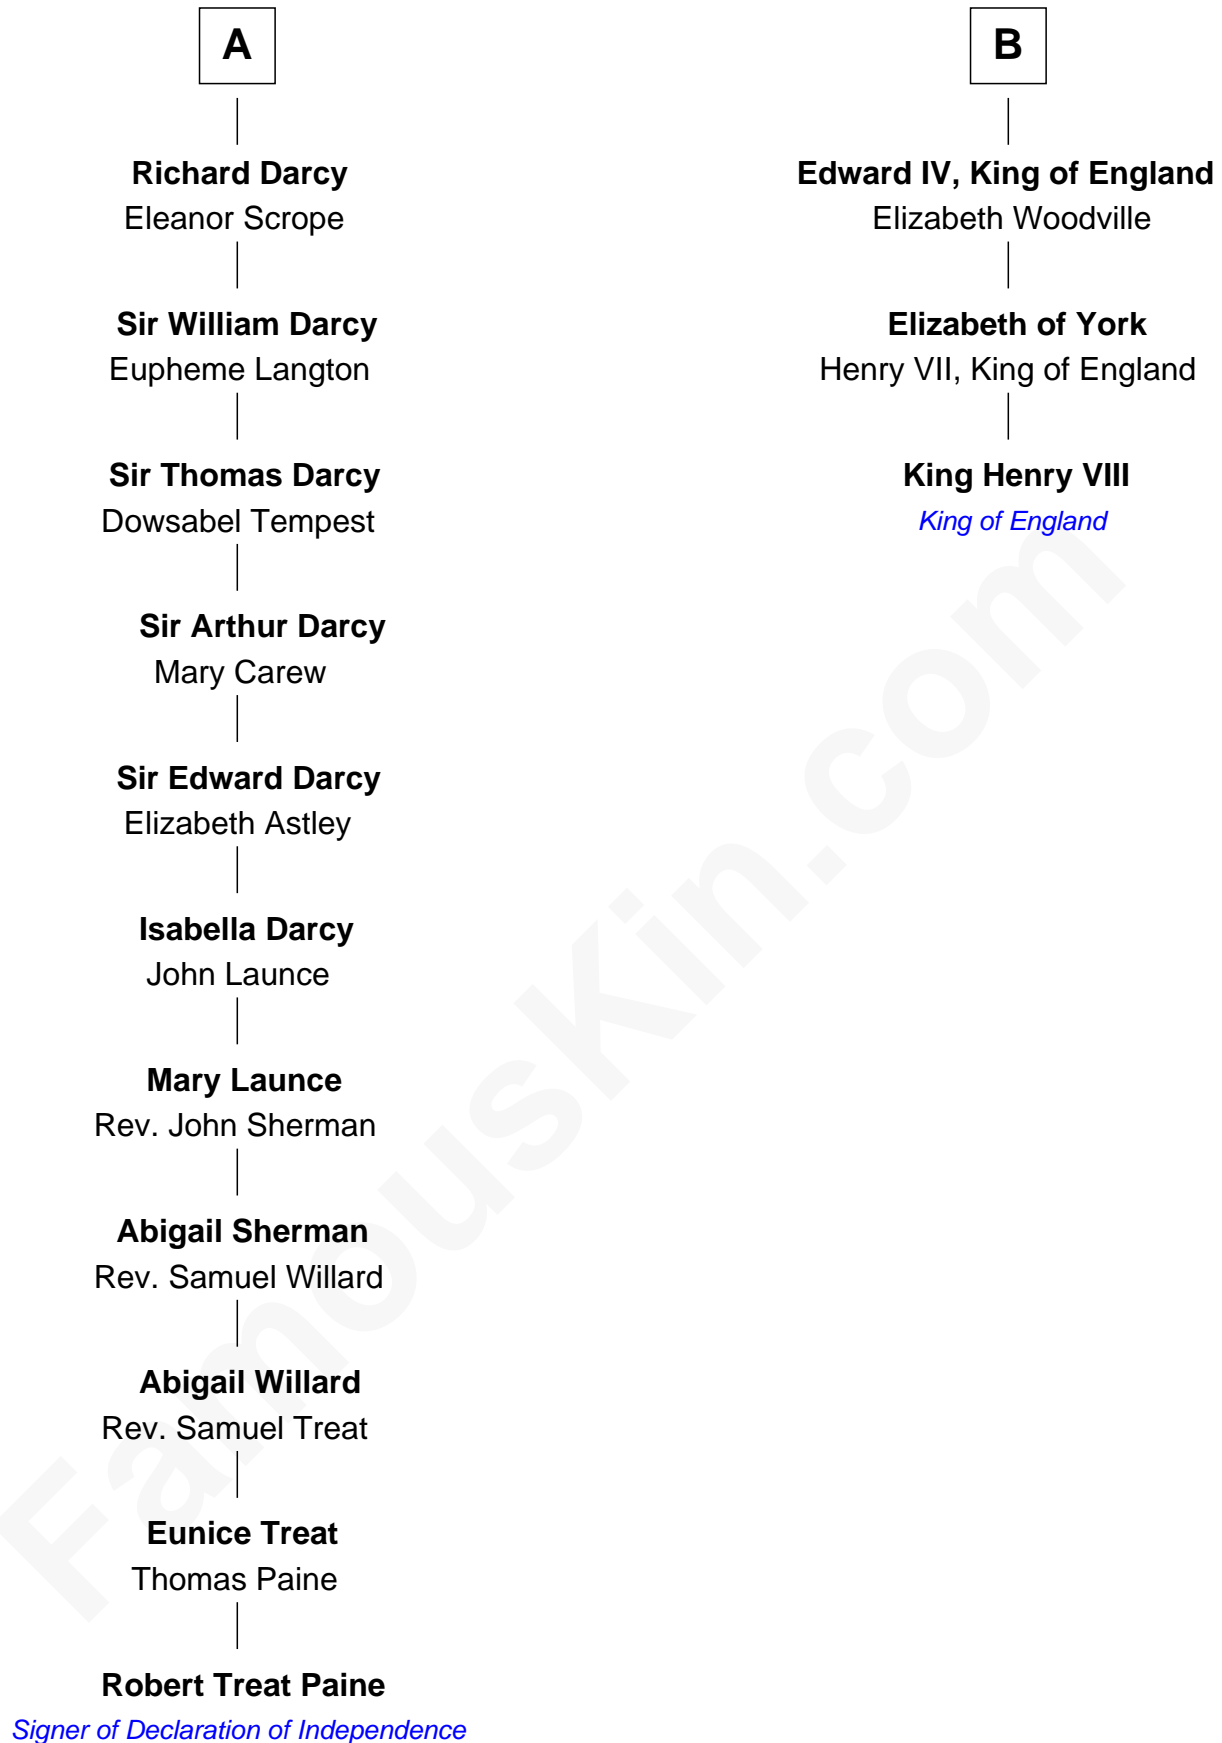 A
Richard Darcy
Eleanor Scrope
Sir William Darcy
Eupheme Langton
Sir Thomas Darcy
Dowsabel Tempest
Sir Arthur Darcy
Mary Carew
Sir Edward Darcy
Elizabeth Astley
Isabella Darcy
John Launce
Mary Launce
Rev. John Sherman
Abigail Sherman
Rev. Samuel Willard
Abigail Willard
Rev. Samuel Treat
Eunice Treat
Thomas Paine
Robert Treat Paine
Signer of Declaration of Independence
B
Edward IV, King of England
Elizabeth Woodville
Elizabeth of York
Henry VII, King of England
King Henry VIII
King of England
FamousKin.com